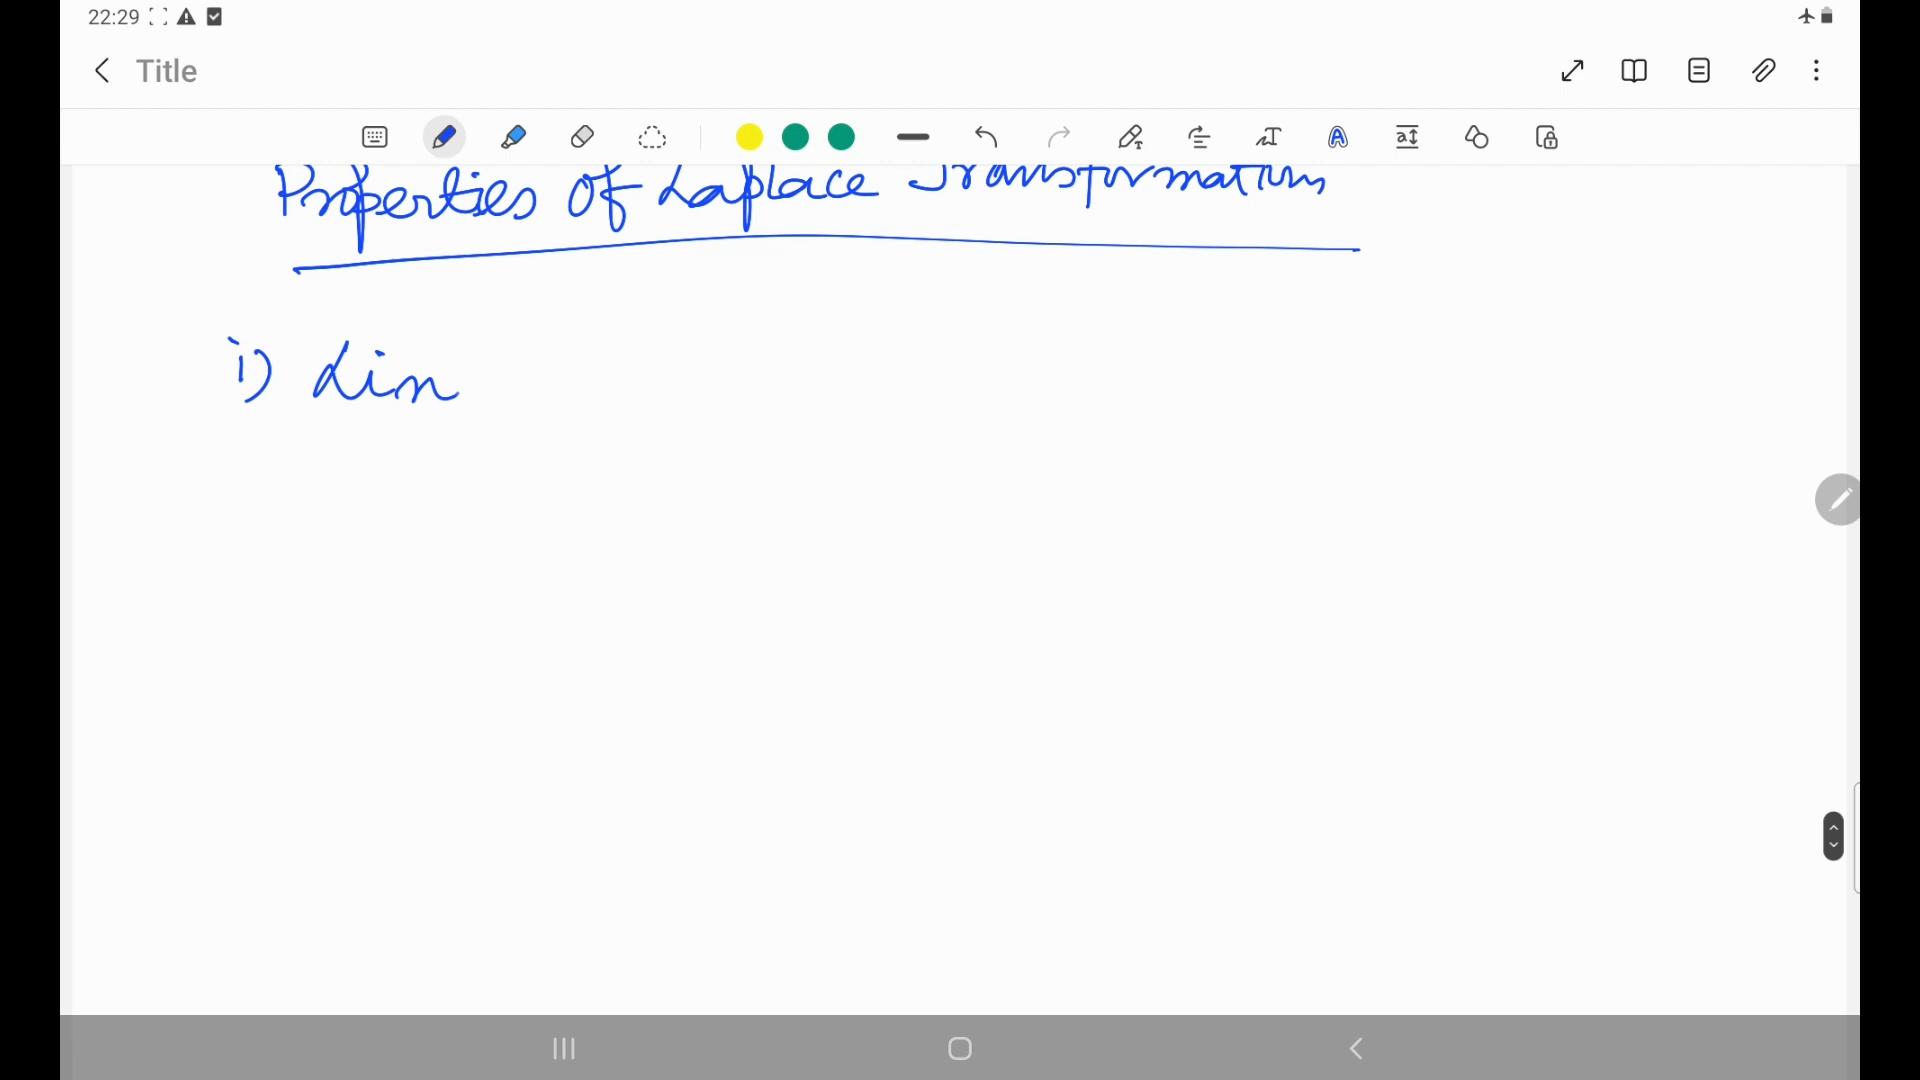 22:29
Title
Properties of Laplace Transformation
i) Lin